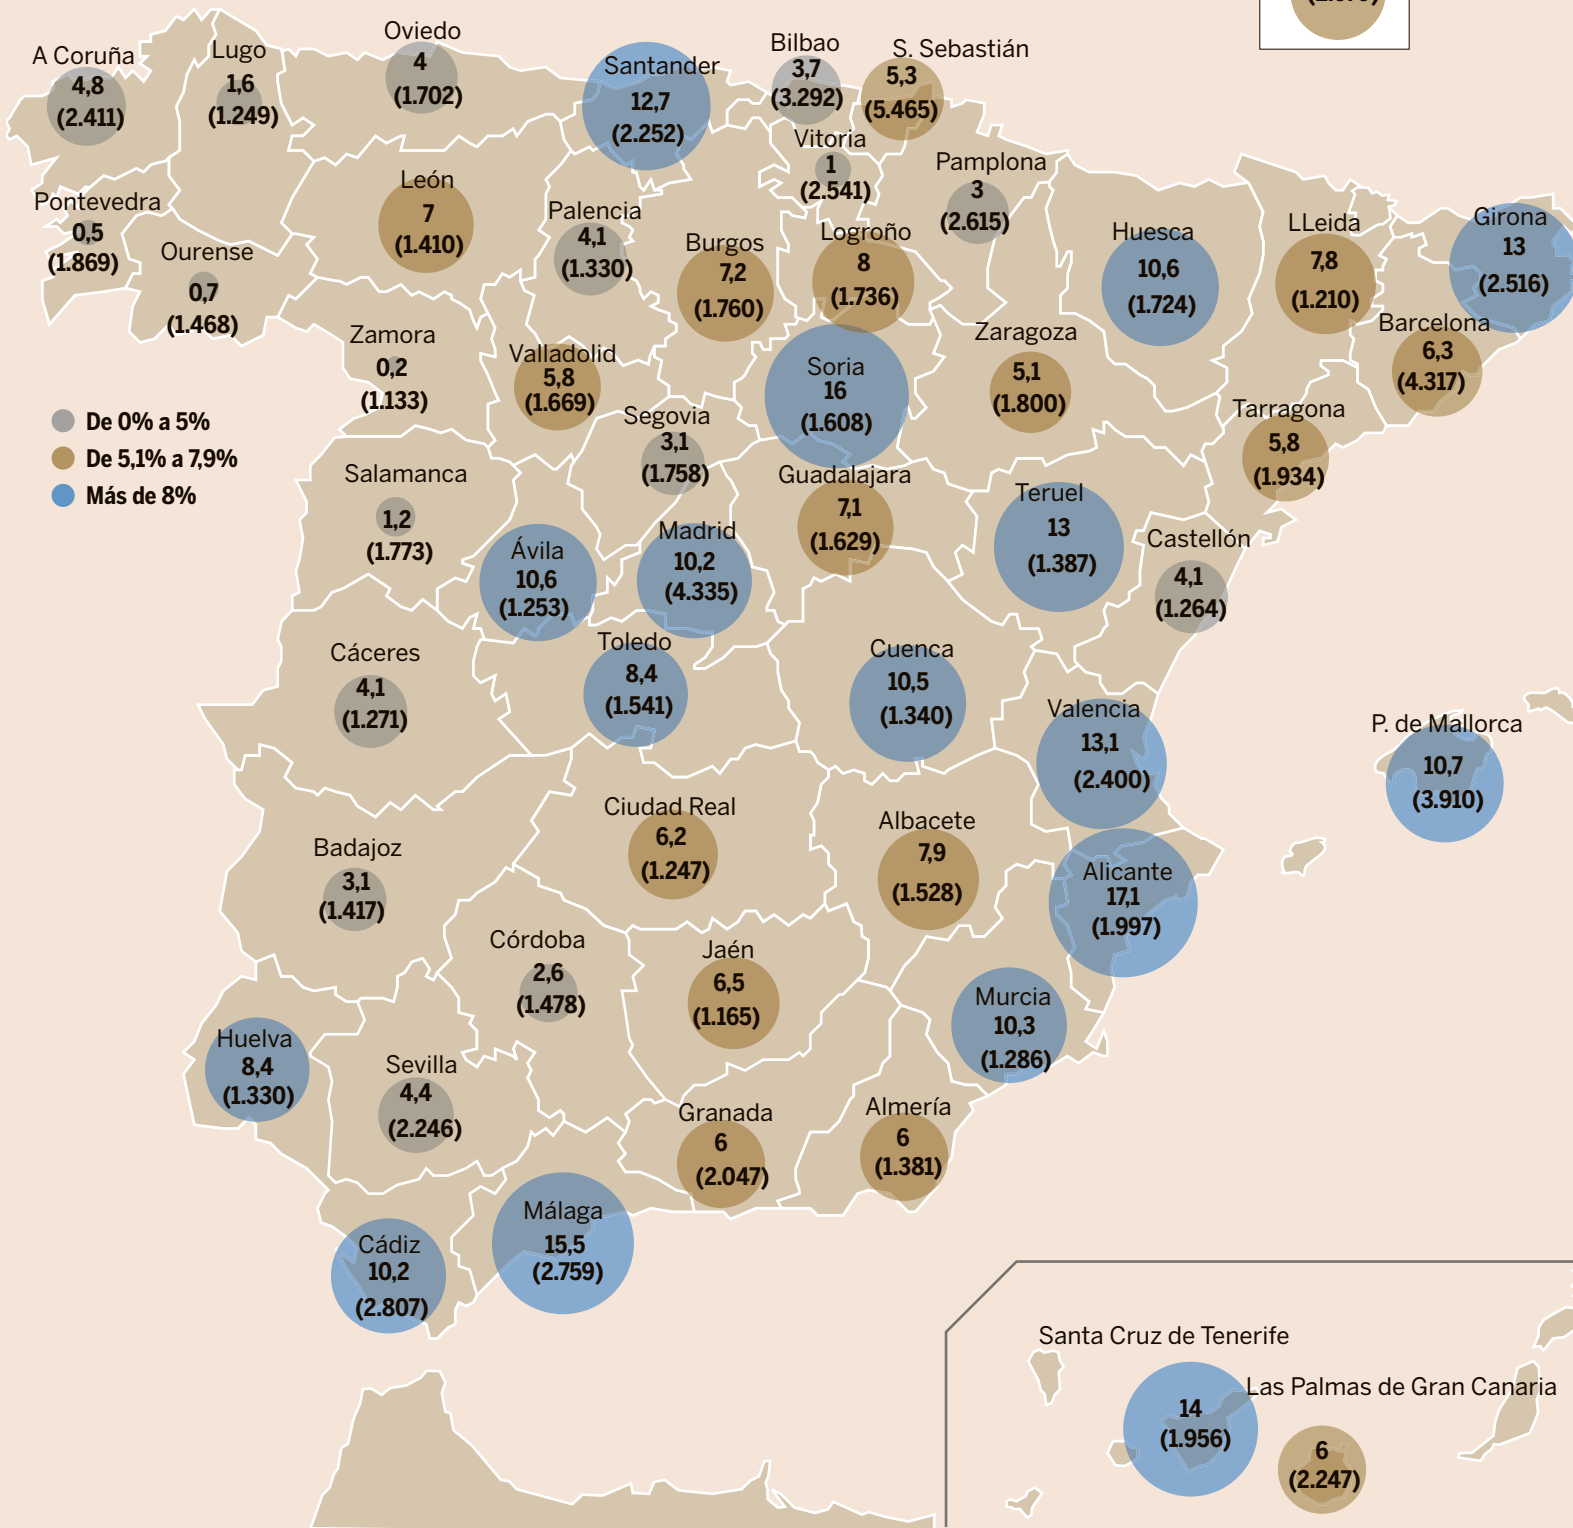 A Coruña
4,8
(2.411)
Lugo
1,6
(1.249)
Oviedo
4
(1.702)
Santander
12,7
(2.252)
Bilbao
3,7
(3.292)
S. Sebastián
5,3
(5.465)
Vitoria
1
(2.541)
Pamplona
3
(2.615)
Pontevedra
0,5
(1.869)
Ourense
0,7
(1.468)
León
7
(1.410)
Palencia
4,1
(1.330)
Burgos
7,2
(1.760)
Logroño
8
(1.736)
Huesca
10,6
(1.724)
LLeida
7,8
(1.210)
Girona
13
(2.516)
Barcelona
6,3
(4.317)
Zamora
0,2
(1.133)
Valladolid
5,8
(1.669)
Soria
16
(1.608)
Zaragoza
5,1
(1.800)
Tarragona
5,8
(1.934)
De 0% a 5%
De 5,1% a 7,9%
Más de 8%
Segovia
3,1
(1.758)
Salamanca
1,2
(1.773)
Ávila
10,6
(1.253)
Madrid
10,2
(4.335)
Guadalajara
7,1
(1.629)
Teruel
13
(1.387)
Castellón
4,1
(1.264)
Cáceres
4,1
(1.271)
Toledo
8,4
(1.541)
Cuenca
10,5
(1.340)
Valencia
13,1
(2.400)
P. de Mallorca
10,7
(3.910)
Badajoz
3,1
(1.417)
Ciudad Real
6,2
(1.247)
Albacete
7,9
(1.528)
Alicante
17,1
(1.997)
Córdoba
2,6
(1.478)
Jaén
6,5
(1.165)
Murcia
10,3
(1.286)
Huelva
8,4
(1.330)
Sevilla
4,4
(2.246)
Granada
6
(2.047)
Almería
6
(1.381)
Cádiz
10,2
(2.807)
Málaga
15,5
(2.759)
Santa Cruz de Tenerife
14
(1.956)
Las Palmas de Gran Canaria
6
(2.247)